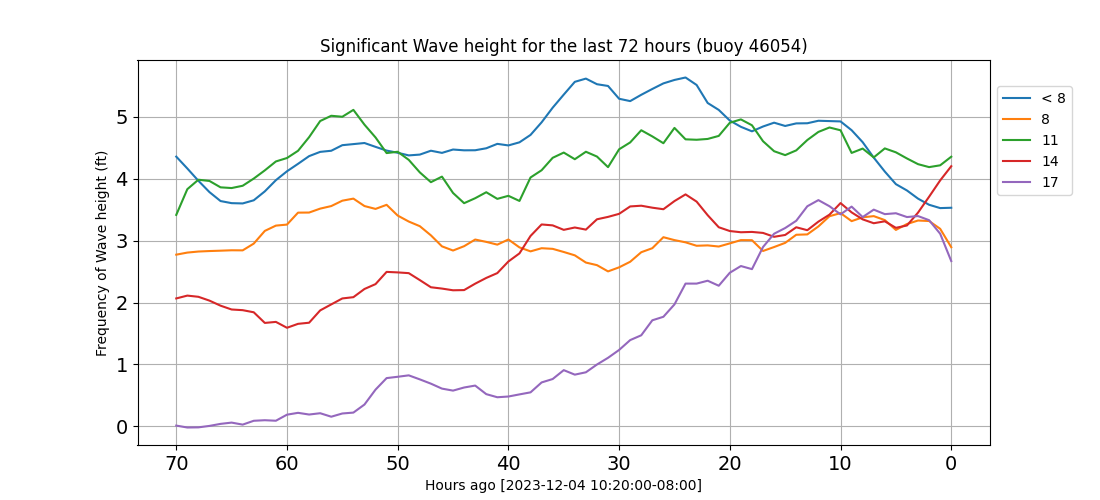 Significant Wave height for the last 72 hours (buoy 46054)
Frequency of Wave height (ft)
5
4
3
2
1
0
70 60 50 40 30 20 10 0
Hours ago [2023-12-04 10:20:00-08:00]
< 8
8
11
14
17